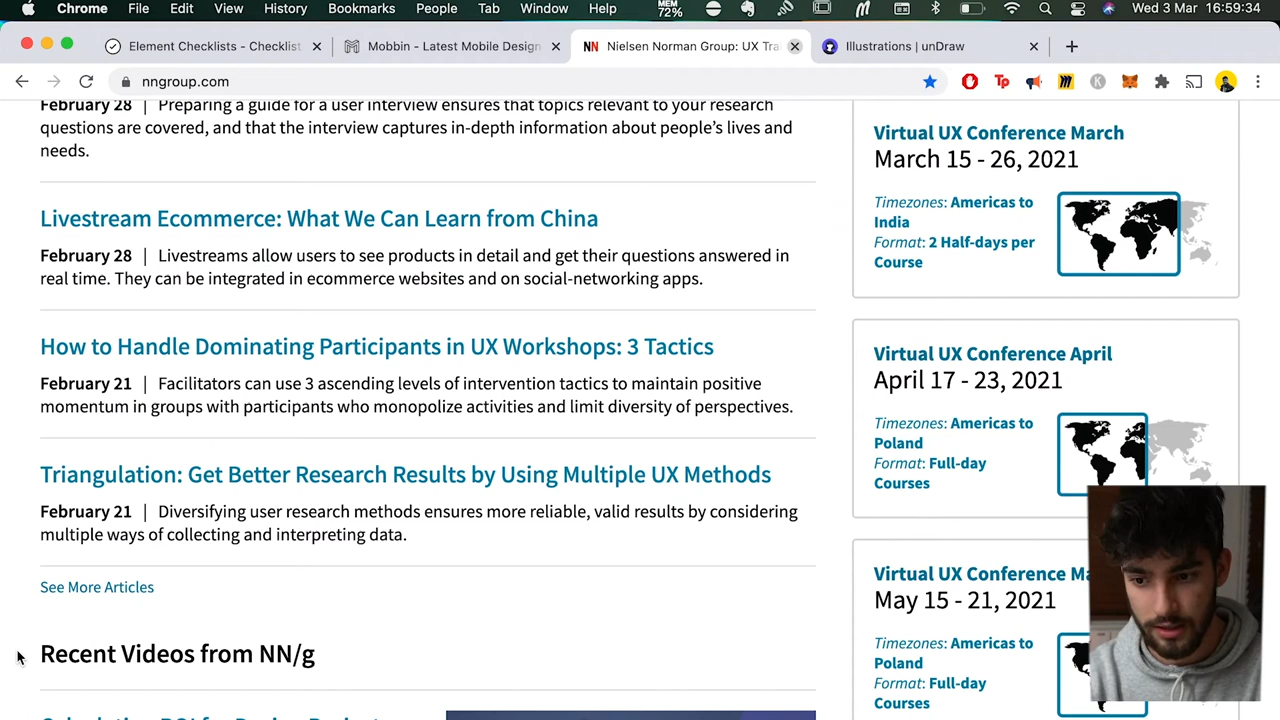 Chrome File Edit View History Bookmarks People Tab Window Help MEM 72% Wed 3 Mar 16:59:34
Element Checklists - Checklist Mobbin - Latest Mobile Design NN Nielsen Norman Group: UX Tra Illustrations | unDraw
nngroup.com
February 28 | Preparing a guide for a user interview ensures that topics relevant to your research
questions are covered, and that the interview captures in-depth information about people's lives and
needs.
Livestream Ecommerce: What We Can Learn from China
February 28 | Livestreams allow users to see products in detail and get their questions answered in
real time. They can be integrated in ecommerce websites and on social-networking apps.
How to Handle Dominating Participants in UX Workshops: 3 Tactics
February 21 | Facilitators can use 3 ascending levels of intervention tactics to maintain positive
momentum in groups with participants who monopolize activities and limit diversity of perspectives.
Triangulation: Get Better Research Results by Using Multiple UX Methods
February 21 | Diversifying user research methods ensures more reliable, valid results by considering
multiple ways of collecting and interpreting data.
See More Articles
Recent Videos from NN/g
Virtual UX Conference March
March 15 - 26, 2021
Timezones: Americas to
India
Format: 2 Half-days per
Course
Virtual UX Conference April
April 17 - 23, 2021
Timezones: Americas to
Poland
Format: Full-day
Courses
Virtual UX Conference Ma
May 15 - 21, 2021
Timezones: Americas to
Poland
Format: Full-day
Courses